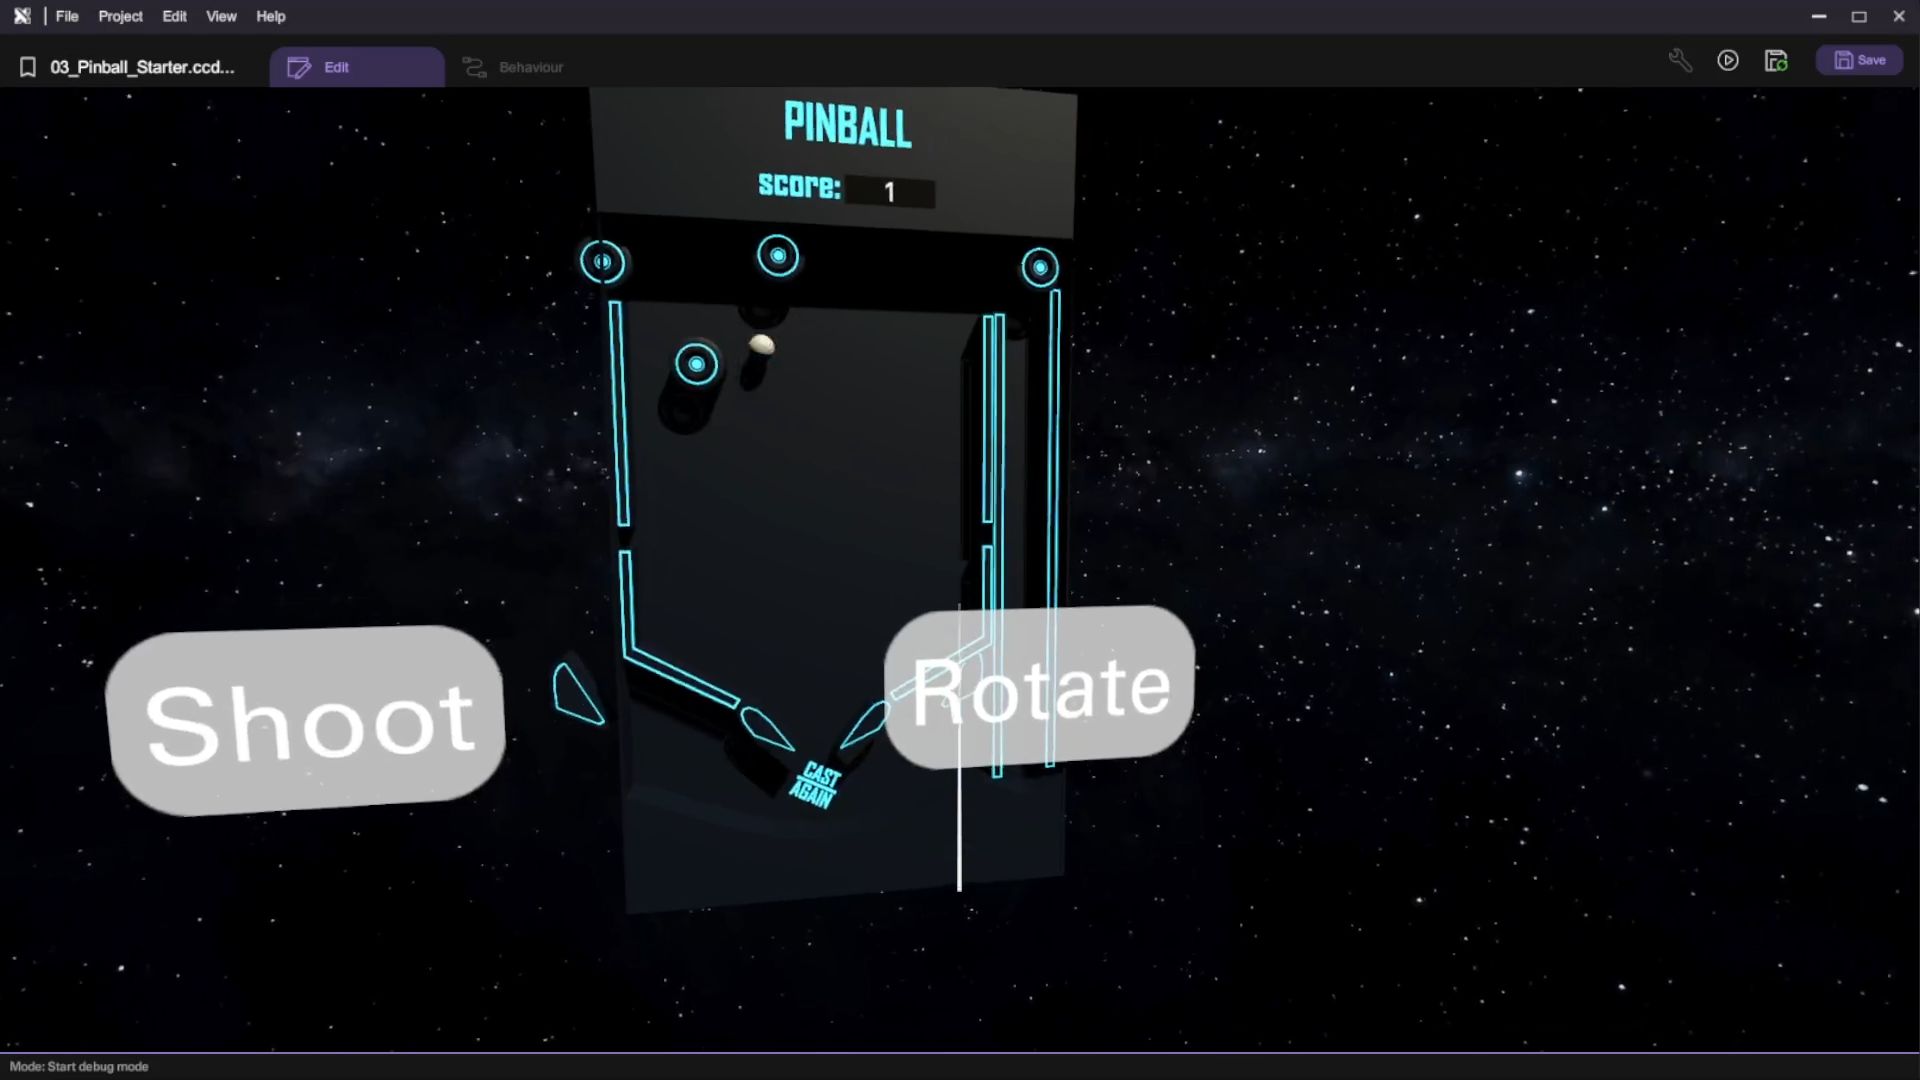 File Project Edit View Help
03_Pinball_Starter.ccd... Edit Behaviour Save
PINBALL
score: 1
Shoot
Rotate
CAST
AGAIN
Mode: Start debug mode